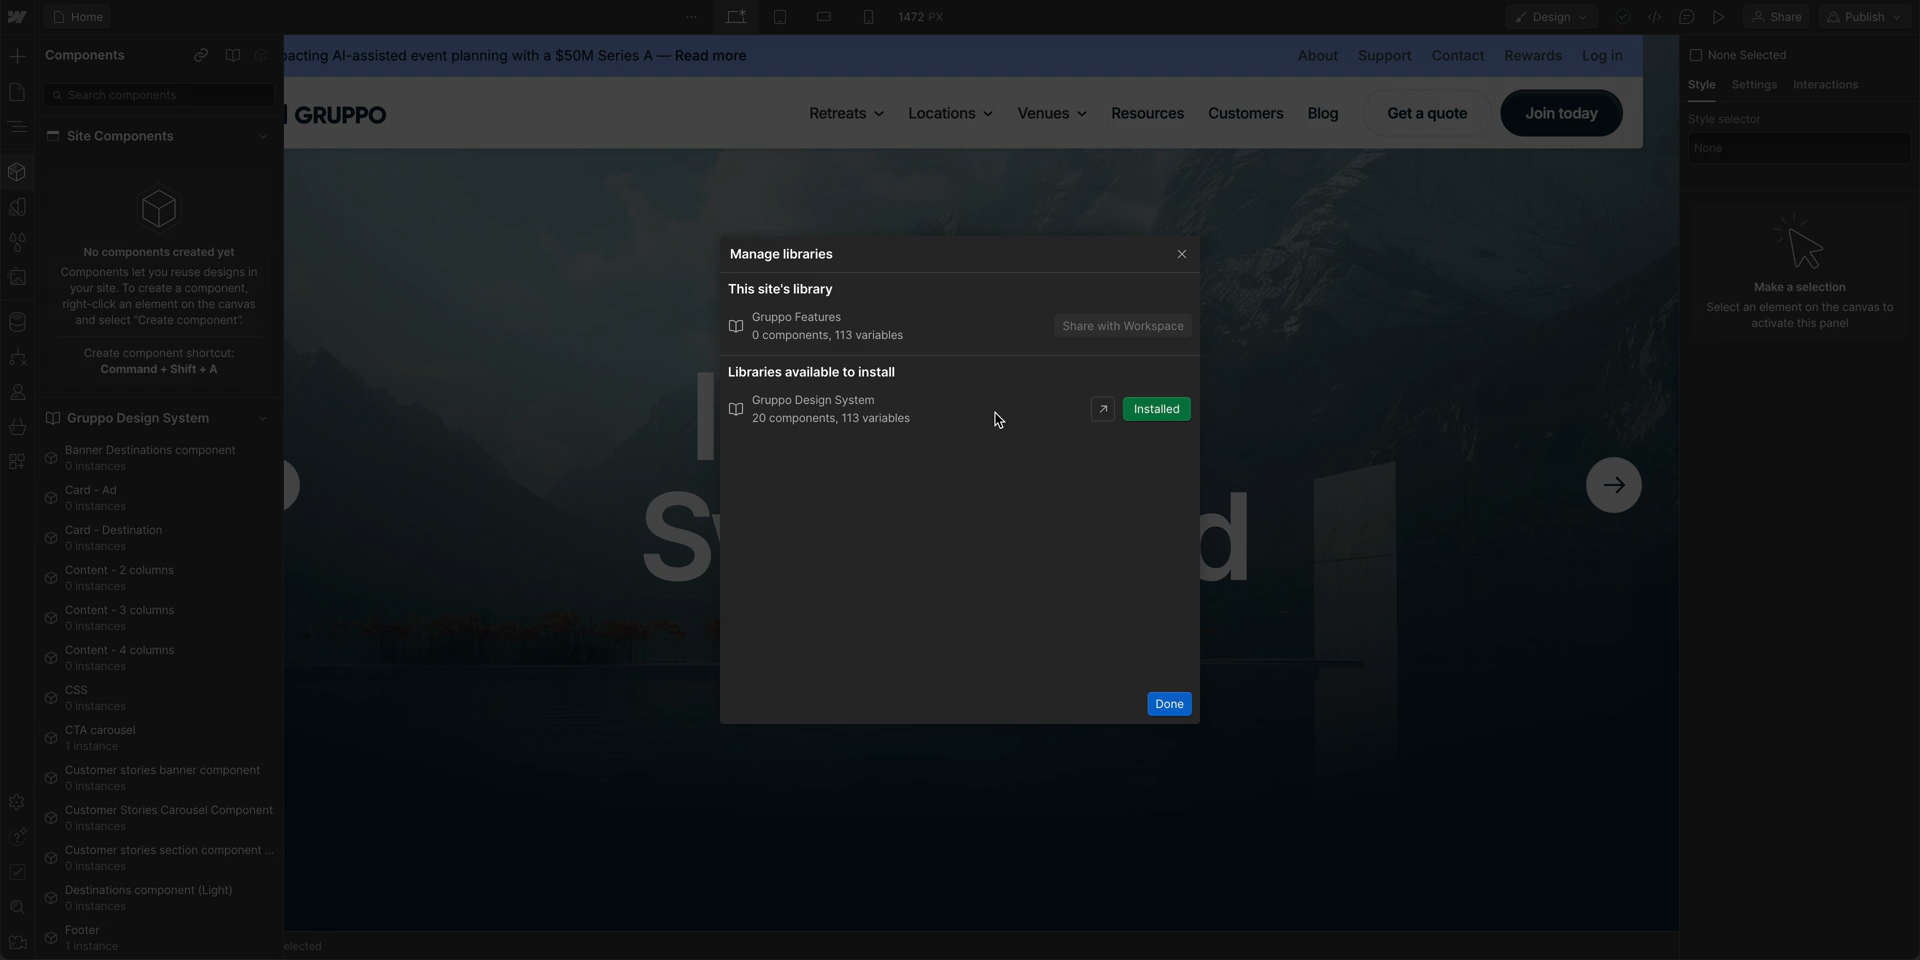 Home
1472 PX
Design
Share
Publish
Components
Search components
Site Components
No components created yet
Components let you reuse designs in
your site. To create a component,
right-click an element on the canvas
and select “Create component”.
Create component shortcut:
Command + Shift + A
Gruppo Design System
Banner Destinations component
0 instances
Card - Ad
0 instances
Card - Destination
0 instances
Content - 2 columns
0 instances
Content - 3 columns
0 instances
Content - 4 columns
0 instances
CSS
0 instances
CTA carousel
1 instance
Customer stories banner component
0 instances
Customer Stories Carousel Component
0 instances
Customer stories section component ...
0 instances
Destinations component (Light)
0 instances
Footer
1 instance
pacting AI-assisted event planning with a $50M Series A — Read more
About Support Contact Rewards Log in
GRUPPO
Retreats Locations Venues Resources Customers Blog Get a quote Join today
S d
Manage libraries
This site's library
Gruppo Features
0 components, 113 variables
Share with Workspace
Libraries available to install
Gruppo Design System
20 components, 113 variables
Installed
Done
elected
None Selected
Style Settings Interactions
Style selector
None
Make a selection
Select an element on the canvas to
activate this panel